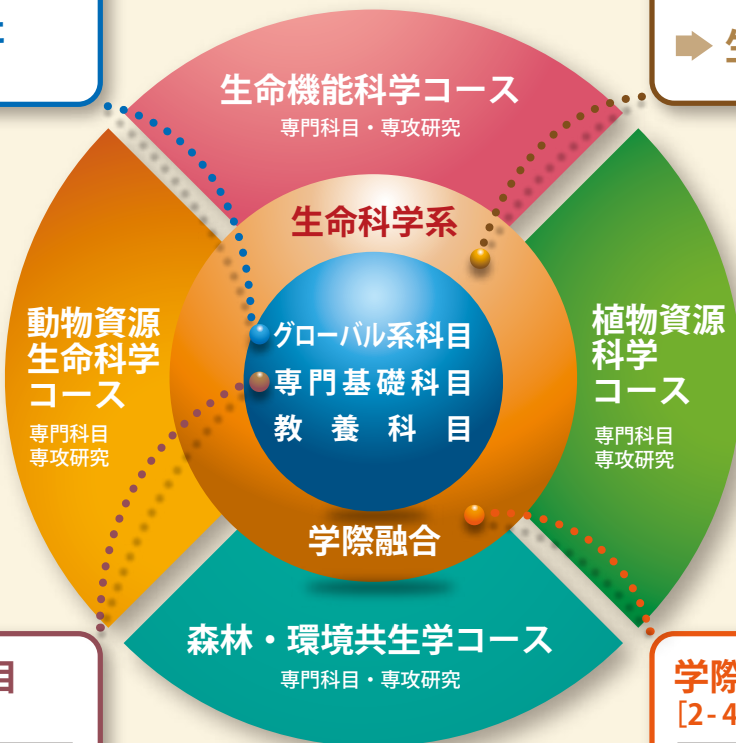 生命機能科学コース
専門科目・専攻研究
生命科学系
動物資源
生命科学
コース
専門科目
専攻研究
グローバル系科目
専門基礎科目
教養科目
植物資源
科学
コース
専門科目
専攻研究
学際融合
森林・環境共生学コース
専門科目・専攻研究
目
学際
[2-4